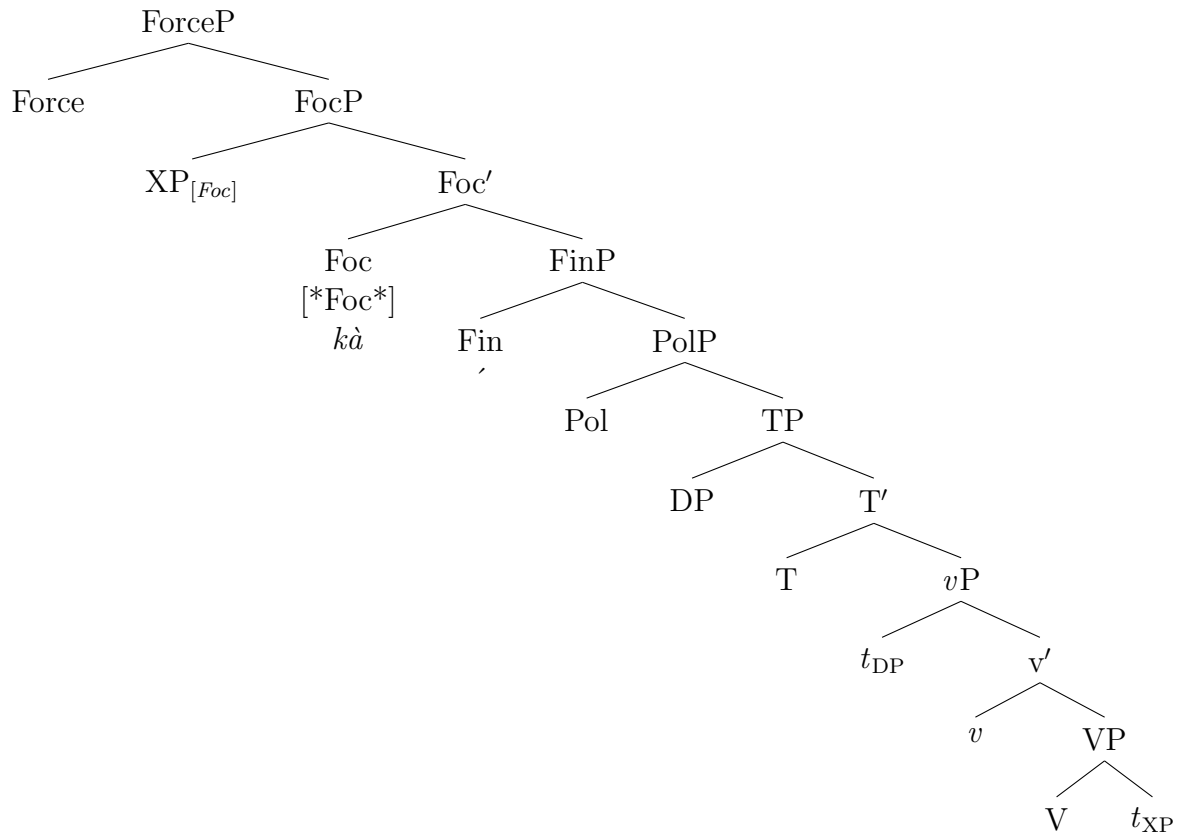 ForceP
Force FocP
XP[Foc] Foc′
Foc FinP
[*Foc*]
kà Fin PolP
´
Pol TP
DP T′
T vP
tDP v′
v VP
V tXP